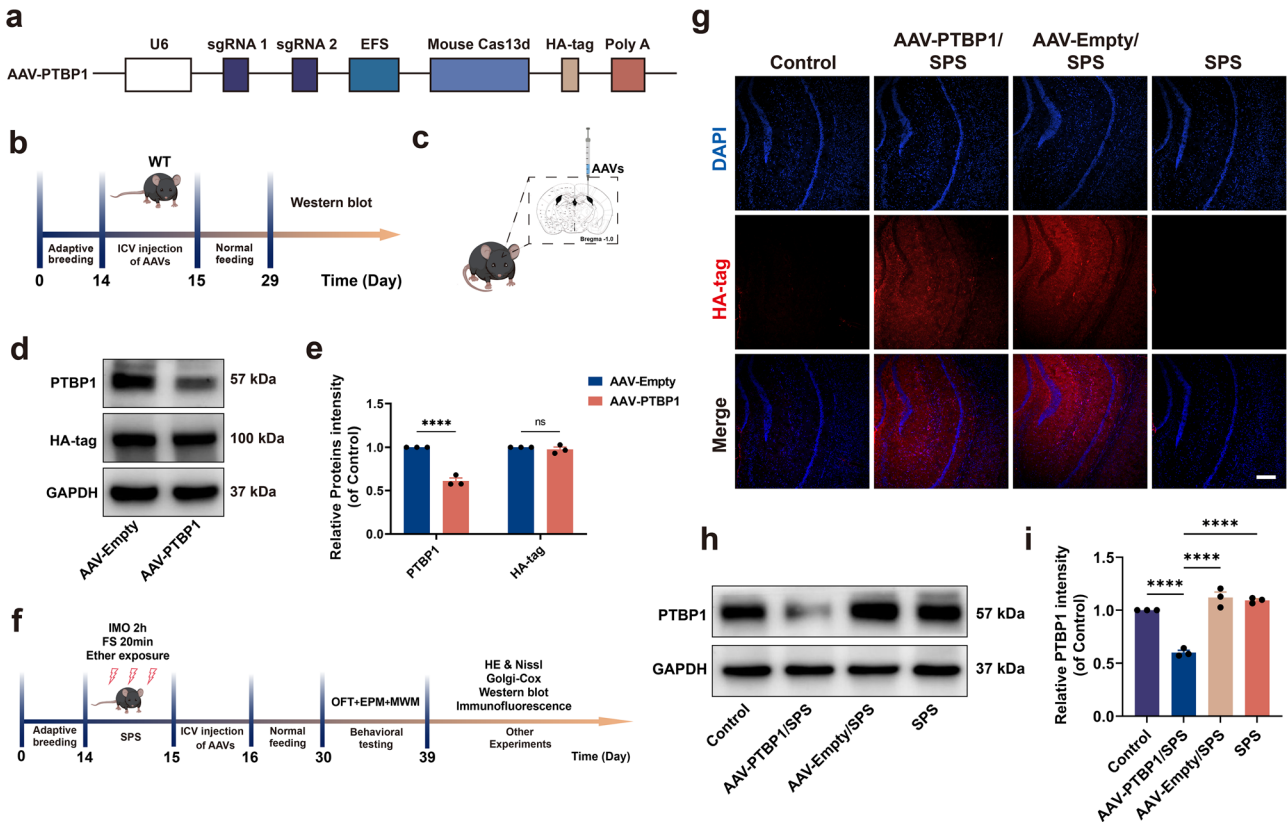 a
U6
sgRNA 1
sgRNA 2
EFS
Mouse Cas13d
HA-tag
Poly A
AAV-PTBP1
b
WT
Western blot
Adaptive
breeding
ICV injection
of AAVs
Normal
feeding
0
14
15
29
Time (Day)
c
AAVs
Bregma -1.0
d
PTBP1
57 kDa
HA-tag
100 kDa
GAPDH
37 kDa
AAV-Empty
AAV-PTBP1
e
AAV-Empty
AAV-PTBP1
Relative Proteins intensity
(of Control)
1.5
1.0
0.5
0.0
****
ns
PTBP1
HA-tag
f
IMO 2h
FS 20min
Ether exposure
OFT+EPM+MWM
HE & Nissl
Golgi-Cox
Western blot
Immunofluorescence
Adaptive
breeding
SPS
ICV injection
of AAVs
Normal
feeding
Behavioral
testing
Other
Experiments
0
14
15
16
30
39
Time (Day)
g
Control
AAV-PTBP1/
SPS
AAV-Empty/
SPS
SPS
DAPI
HA-tag
Merge
h
PTBP1
57 kDa
GAPDH
37 kDa
Control
AAV-PTBP1/SPS
AAV-Empty/SPS
SPS
i
Relative PTBP1 intensity
(of Control)
1.5
1.0
0.5
0.0
****
****
****
Control
AAV-PTBP1/SPS
AAV-Empty/SPS
SPS